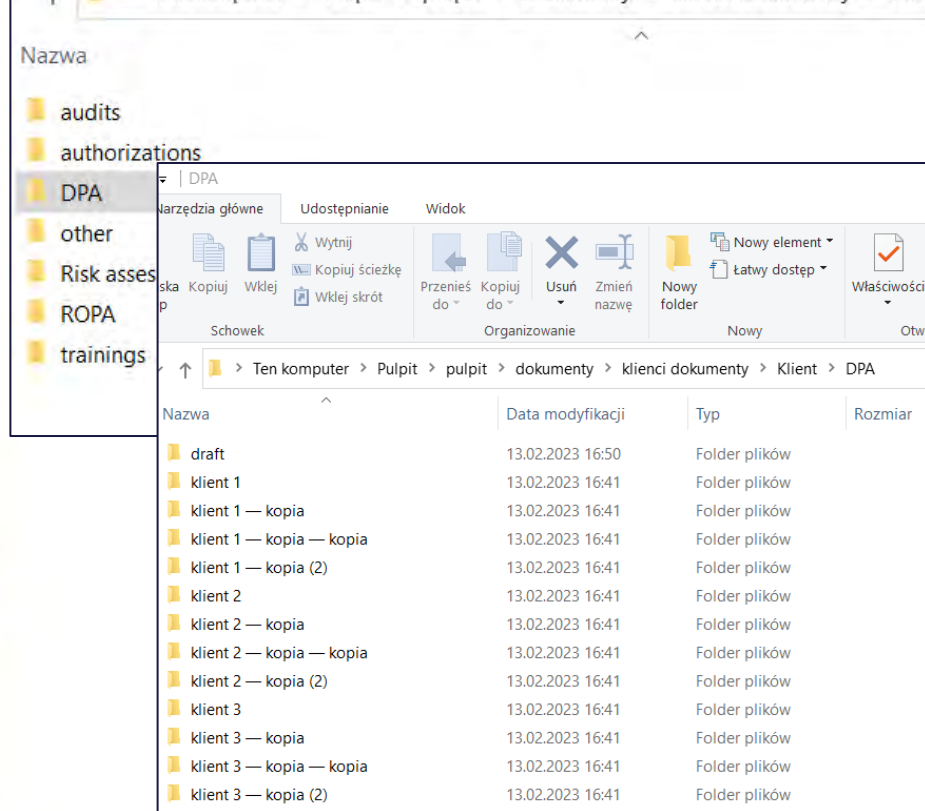 Nazwa
audits
authorizations
DPA
other
Risk asses
ROPA
trainings
DPA
Narzędzia główne Udostępnianie Widok
Kopiuj Wklej Wytnij Kopiuj ścieżkę Wklej skrót
Schowek
Przenieś do Kopiuj do Usuń Zmień nazwę
Organizowanie
Nowy folder Nowy element Łatwy dostęp
Nowy
Właściwości
Otw
> Ten komputer > Pulpit > pulpit > dokumenty > klienci dokumenty > Klient > DPA
Nazwa Data modyfikacji Typ Rozmiar
draft 13.02.2023 16:50 Folder plików
klient 1 13.02.2023 16:41 Folder plików
klient 1 — kopia 13.02.2023 16:41 Folder plików
klient 1 — kopia — kopia 13.02.2023 16:41 Folder plików
klient 1 — kopia (2) 13.02.2023 16:41 Folder plików
klient 2 13.02.2023 16:41 Folder plików
klient 2 — kopia 13.02.2023 16:41 Folder plików
klient 2 — kopia — kopia 13.02.2023 16:41 Folder plików
klient 2 — kopia (2) 13.02.2023 16:41 Folder plików
klient 3 13.02.2023 16:41 Folder plików
klient 3 — kopia 13.02.2023 16:41 Folder plików
klient 3 — kopia — kopia 13.02.2023 16:41 Folder plików
klient 3 — kopia (2) 13.02.2023 16:41 Folder plików